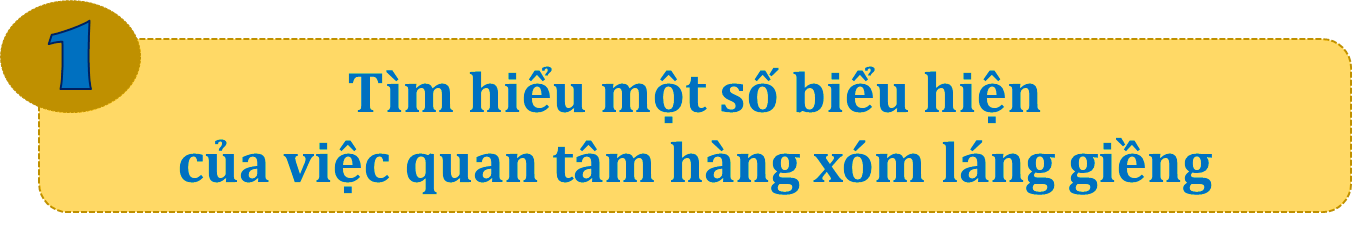 1
Tìm hiểu một số biểu hiện
của việc quan tâm hàng xóm láng giềng